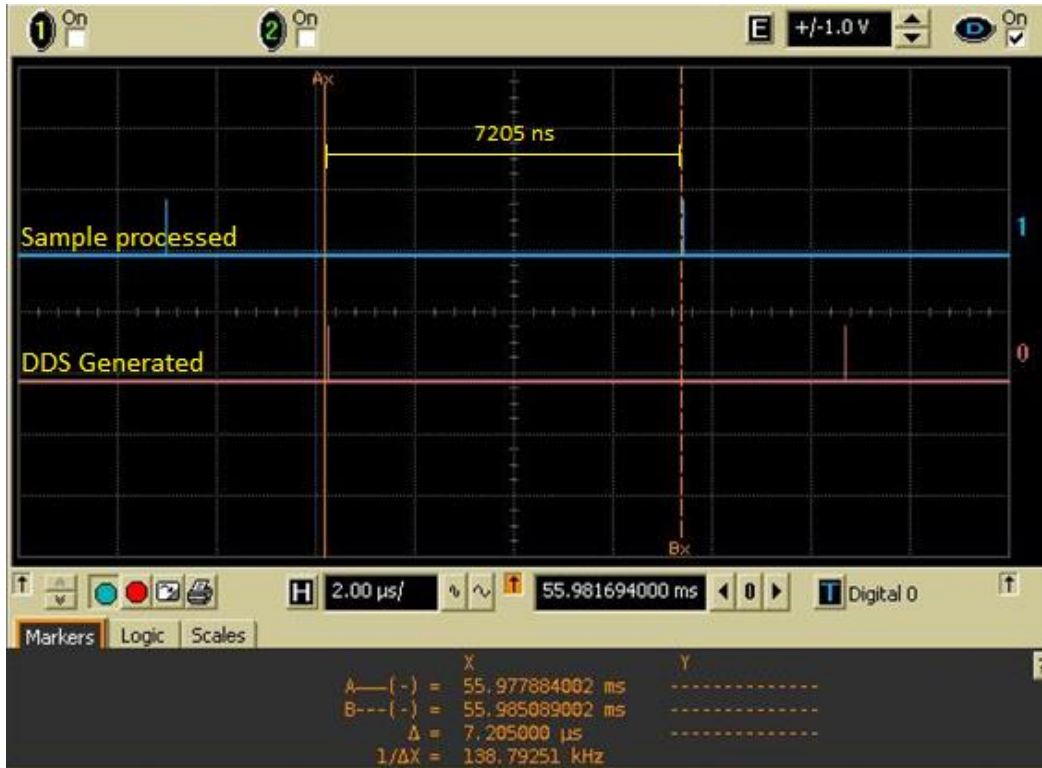 1 On 2 On E +/-1.0 V D On
Ax
7205 ns
Sample processed 1
DDS Generated 0
Bx
H 2.00 µs/ 55.981694000 ms 0 T Digital 0
Markers Logic Scales
X Y
A——(-) = 55.977884002 ms --------------
B---(-) = 55.985089002 ms --------------
Δ = 7.205000 µs --------------
1/ΔX = 138.79251 kHz